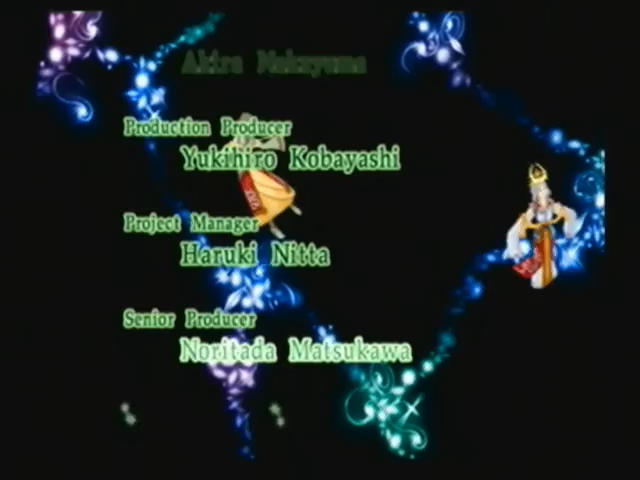 Akira Nakayama
Production Producer
Yukihiro Kobayashi
Project Manager
Haruki Nitta
Senior Producer
Noritada Matsukawa